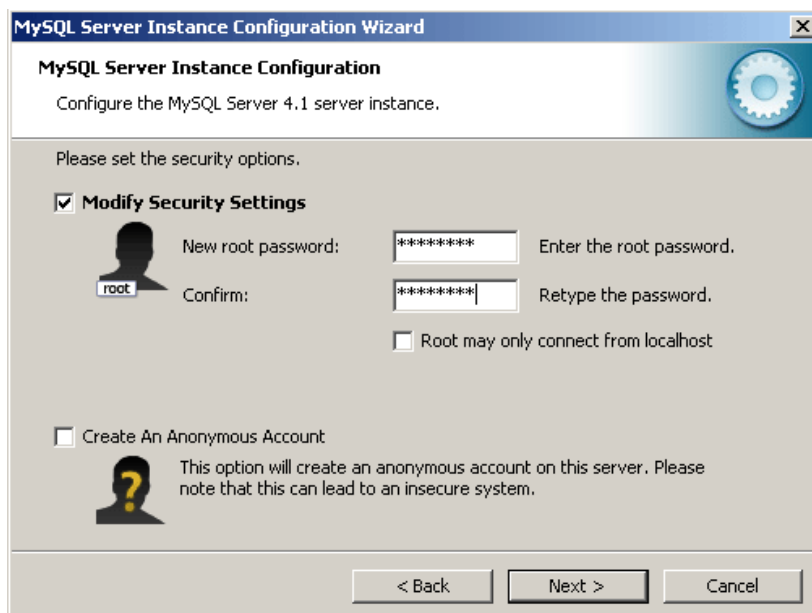 MySQL Server Instance Configuration Wizard
MySQL Server Instance Configuration
Configure the MySQL Server 4.1 server instance.
Please set the security options.
Modify Security Settings
New root password: ******** Enter the root password.
root
Confirm: ******** Retype the password.
Root may only connect from localhost
Create An Anonymous Account
This option will create an anonymous account on this server. Please
note that this can lead to an insecure system.
< Back Next > Cancel